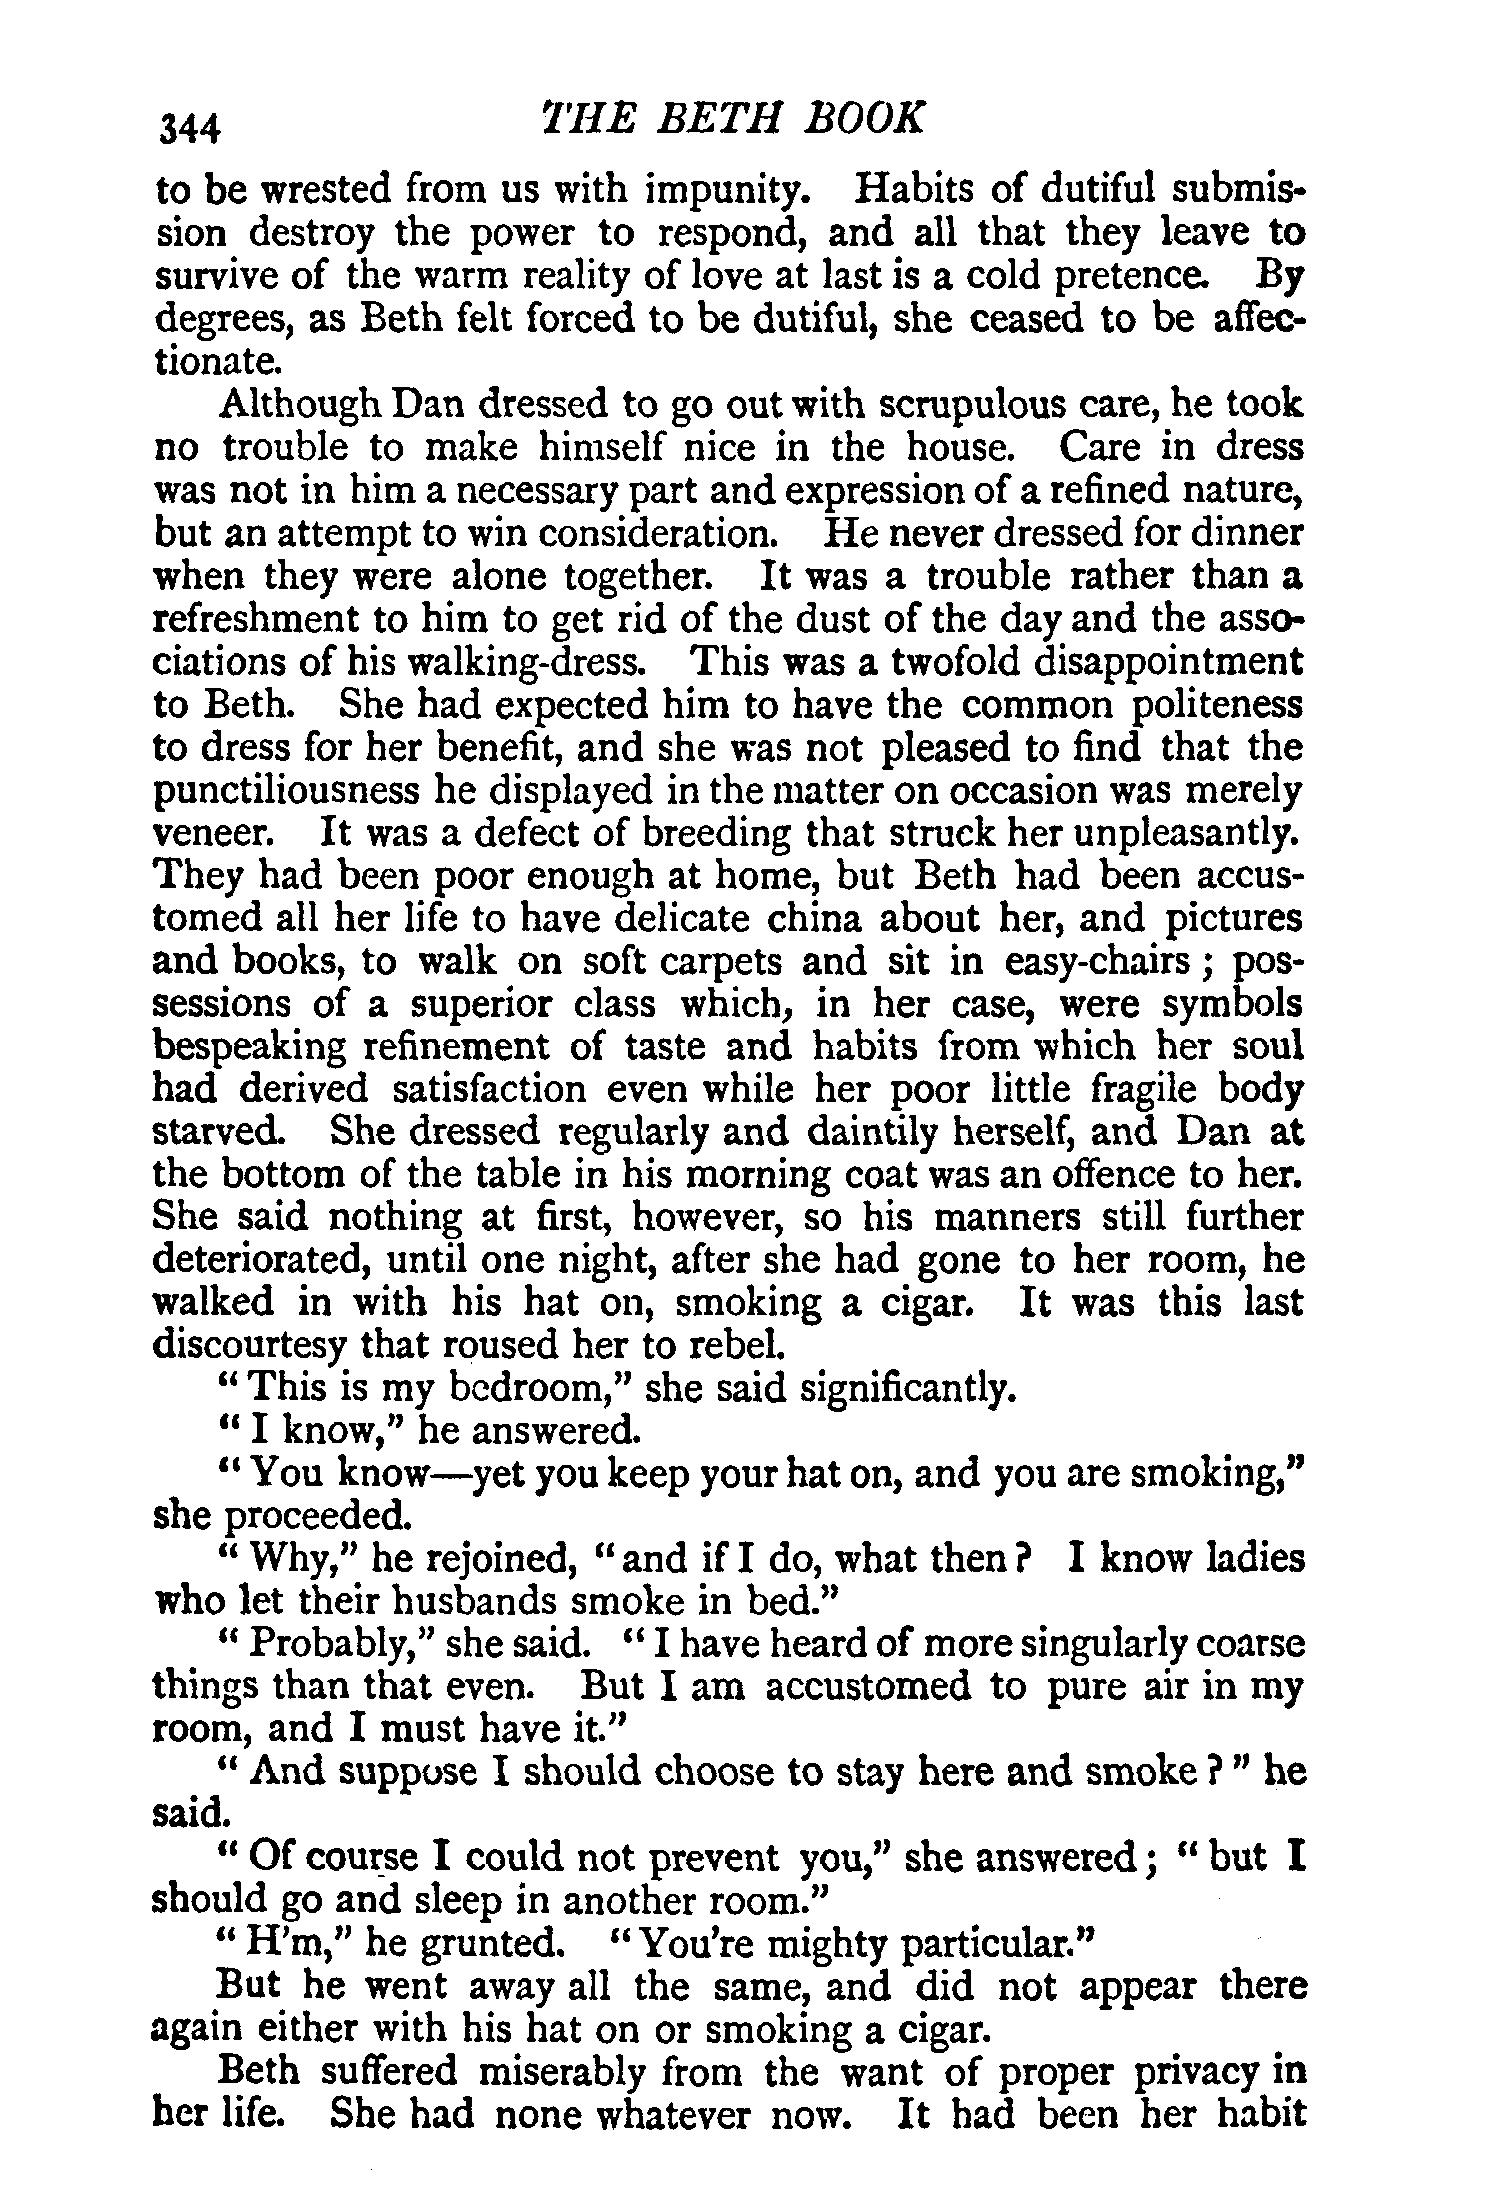 344 THE BETH BOOK
to be wrested from us with impunity. Habits of dutiful submis-
sion destroy the power to respond, and all that they leave to
survive of the warm reality of love at last is a cold pretence. By
degrees, as Beth felt forced to be dutiful, she ceased to be affec-
tionate.
Although Dan dressed to go out with scrupulous care, he took
no trouble to make himself nice in the house. Care in dress
was not in him a necessary part and expression of a refined nature,
but an attempt to win consideration. He never dressed for dinner
when they were alone together. It was a trouble rather than a
refreshment to him to get rid of the dust of the day and the asso-
ciations of his walking-dress. This was a twofold disappointment
to Beth. She had expected him to have the common politeness
to dress for her benefit, and she was not pleased to find that the
punctiliousness he displayed in the matter on occasion was merely
veneer. It was a defect of breeding that struck her unpleasantly.
They had been poor enough at home, but Beth had been accus-
tomed all her life to have delicate china about her, and pictures
and books, to walk on soft carpets and sit in easy-chairs ; pos-
sessions of a superior class which, in her case, were symbols
bespeaking refinement of taste and habits from which her soul
had derived satisfaction even while her poor little fragile body
starved. She dressed regularly and daintily herself, and Dan at
the bottom of the table in his morning coat was an offence to her.
She said nothing at first, however, so his manners still further
deteriorated, until one night, after she had gone to her room, he
walked in with his hat on, smoking a cigar. It was this last
discourtesy that roused her to rebel.
“ This is my bedroom,” she said significantly.
“ I know,” he answered.
“ You know—yet you keep your hat on, and you are smoking,”
she proceeded.
“ Why,” he rejoined, “ and if I do, what then ? I know ladies
who let their husbands smoke in bed.”
“ Probably,” she said. “ I have heard of more singularly coarse
things than that even. But I am accustomed to pure air in my
room, and I must have it.”
“ And suppose I should choose to stay here and smoke ? ” he
said.
“ Of course I could not prevent you,” she answered ; “ but I
should go and sleep in another room.”
“ H’m,” he grunted. “ You’re mighty particular.”
But he went away all the same, and did not appear there
again either with his hat on or smoking a cigar.
Beth suffered miserably from the want of proper privacy in
her life. She had none whatever now. It had been her habit